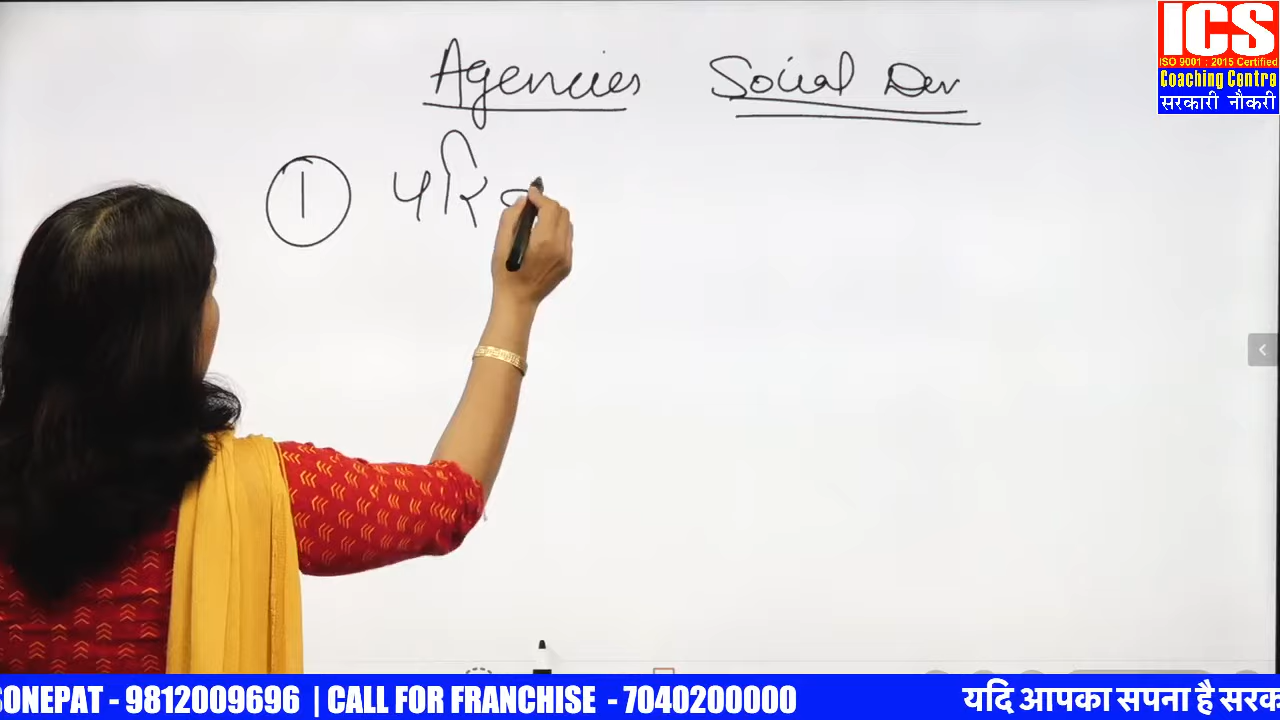 Agencies Social Dev
1 परि
ICS
ISO 9001 : 2015 Certified
Coaching Centre
सरकारी नौकरी
SONEPAT - 9812009696 | CALL FOR FRANCHISE - 7040200000 यदि आपका सपना है सरक